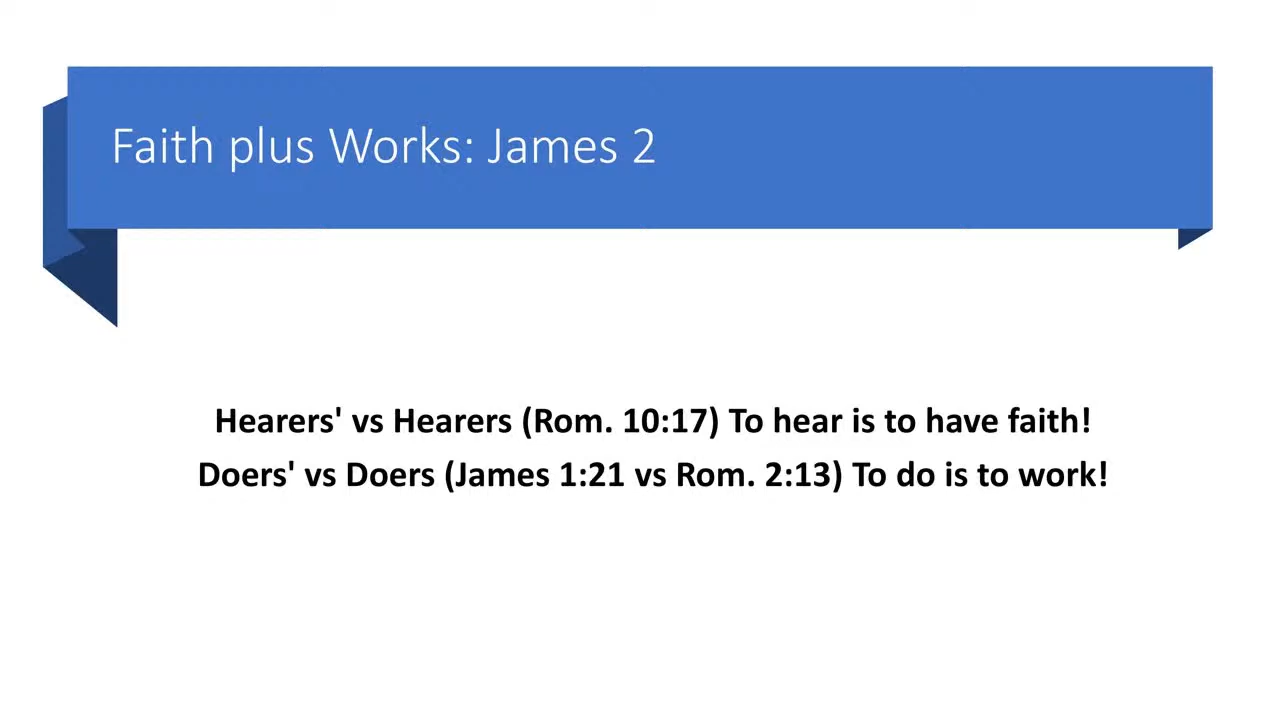 Faith plus Works: James 2
Hearers' vs Hearers (Rom. 10:17) To hear is to have faith!
Doers' vs Doers (James 1:21 vs Rom. 2:13) To do is to work!